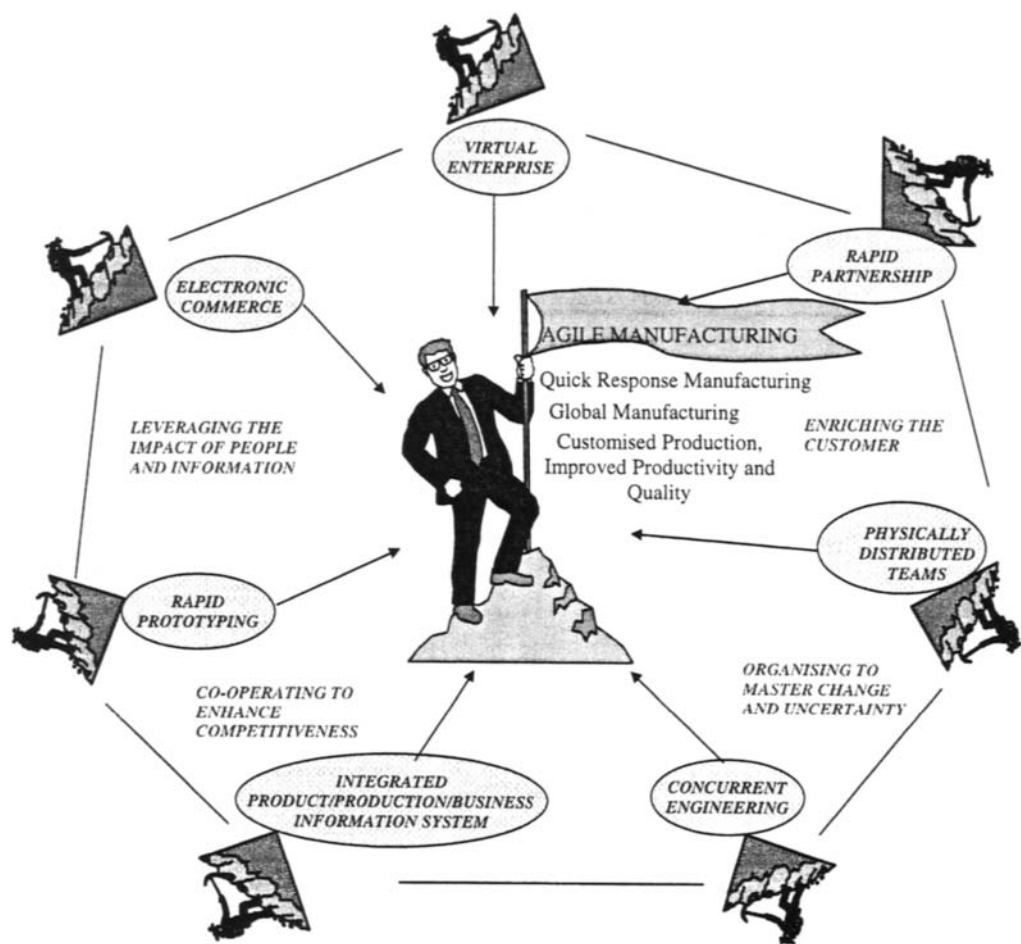 VIRTUAL
ENTERPRISE
RAPID
PARTNERSHIP
ELECTRONIC
COMMERCE
AGILE MANUFACTURING
Quick Response Manufacturing
Global Manufacturing
Customised Production,
Improved Productivity and
Quality
LEVERAGING THE
IMPACT OF PEOPLE
AND INFORMATION
ENRICHING THE
CUSTOMER
PHYSICALLY
DISTRIBUTED
TEAMS
RAPID
PROTOTYPING
CO-OPERATING TO
ENHANCE
COMPETITIVENESS
ORGANISING TO
MASTER CHANGE
AND UNCERTAINTY
INTEGRATED
PRODUCT/PRODUCTION/BUSINESS
INFORMATION SYSTEM
CONCURRENT
ENGINEERING